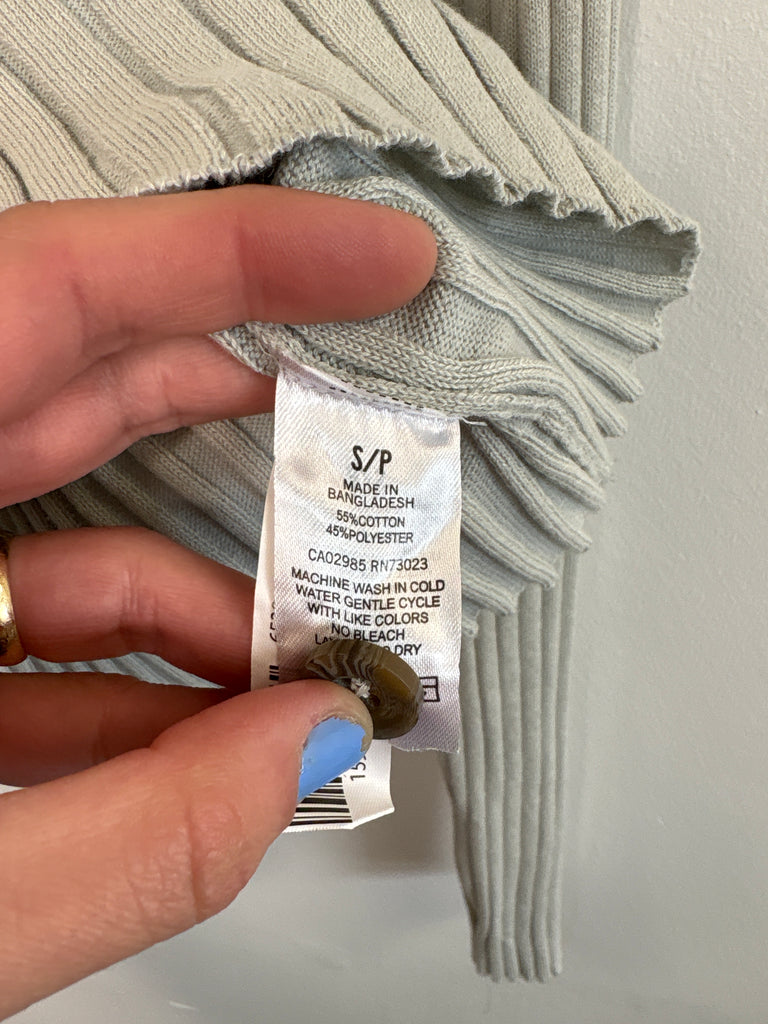 S/P
MADE IN
BANGLADESH
55%COTTON
45%POLYESTER
CA02985 RN73023
MACHINE WASH IN COLD
WATER GENTLE CYCLE
WITH LIKE COLORS
NO BLEACH
DRY